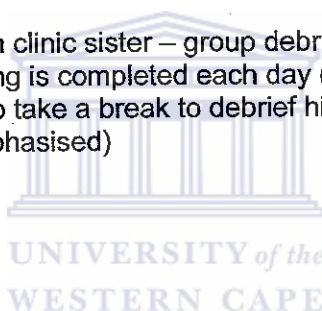 clinic sister – group debr
ng is completed each day
o take a break to debrief hi
phasised)
UNIVERSITY of the
WESTERN CAPE